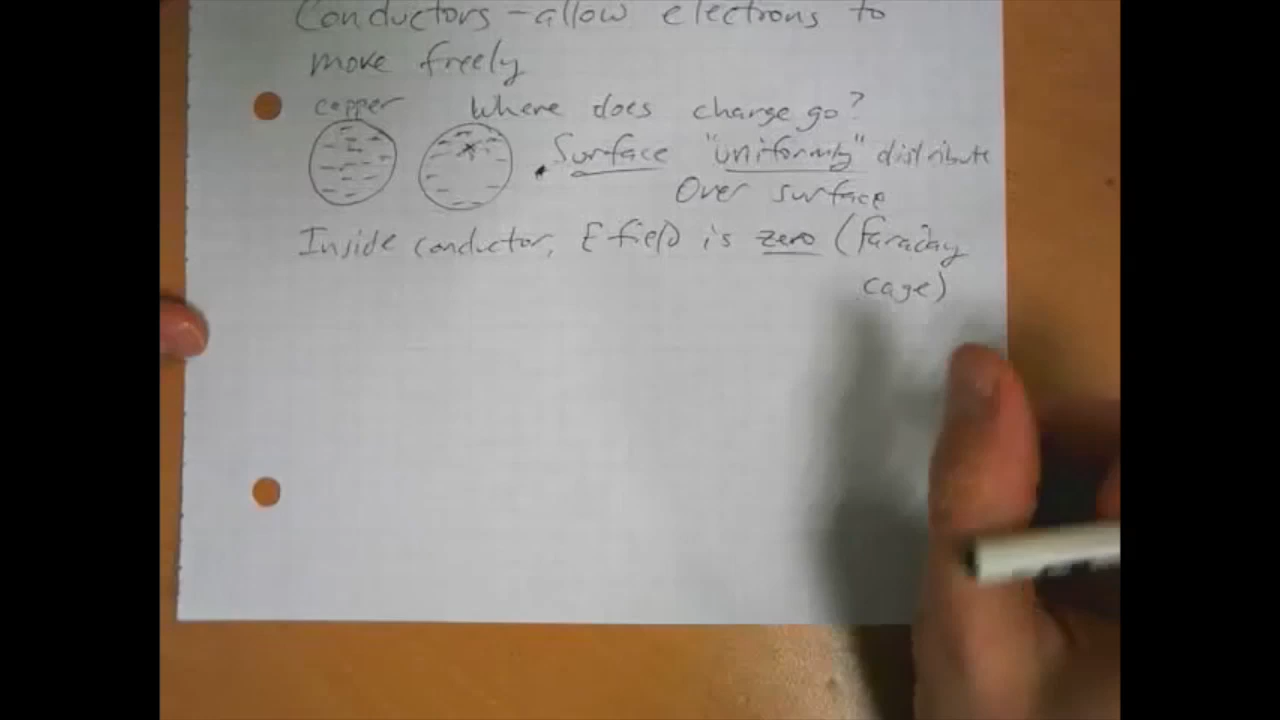 Conductors - allow electrons to
move freely
copper Where does charge go?
Surface "uniformly" distribute
Over surface
Inside conductor, E field is zero (Faraday
cage)